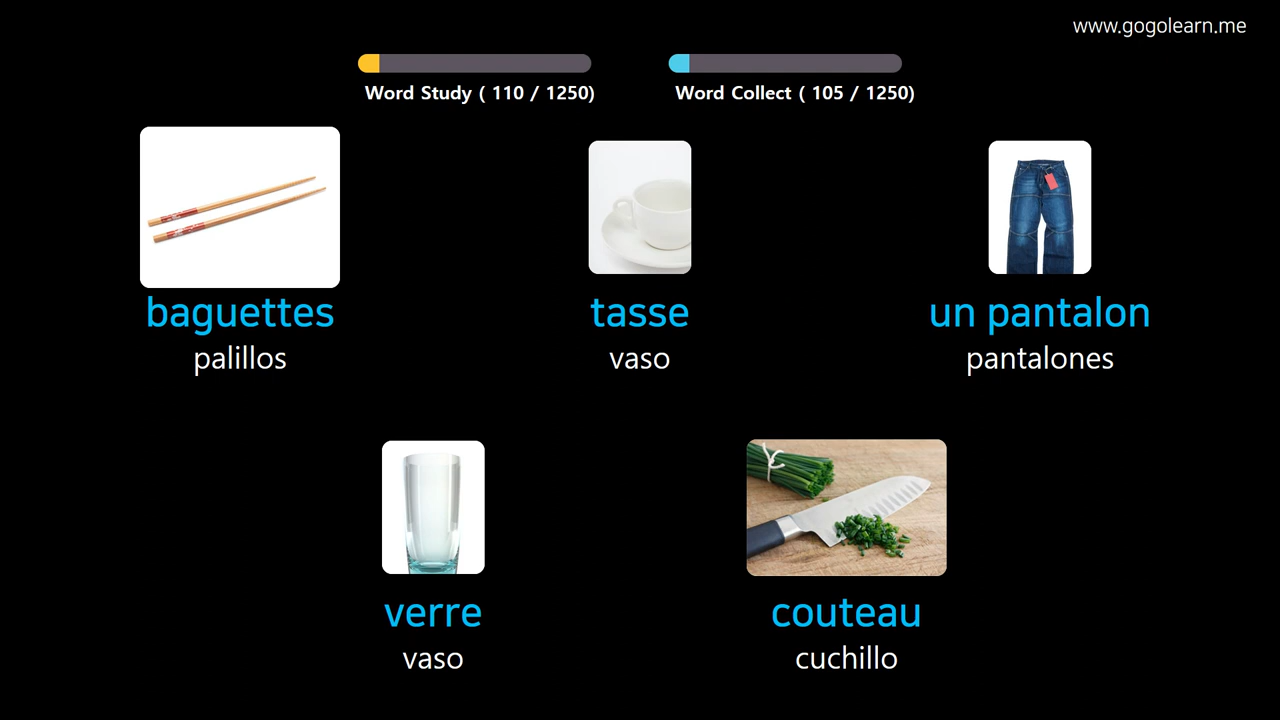 www.gogolearn.me
Word Study ( 110 / 1250)
Word Collect ( 105 / 1250)
baguettes
palillos
tasse
vaso
un pantalon
pantalones
verre
vaso
couteau
cuchillo